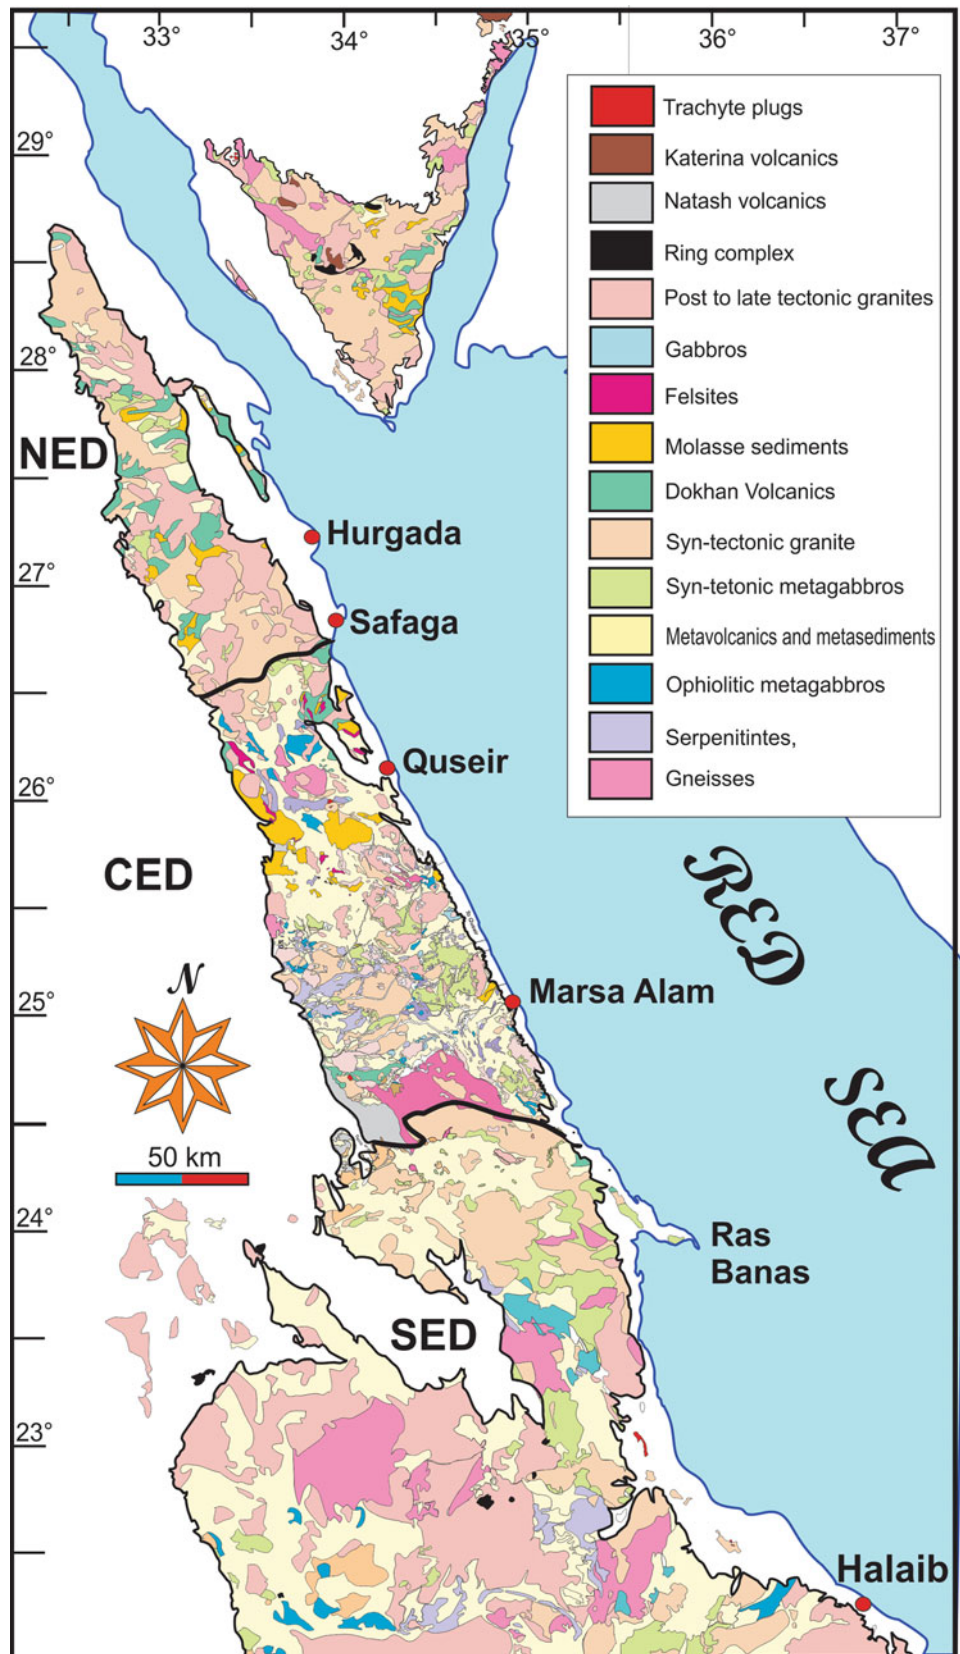 33°
34°
35°
36°
37°
29°
28°
27°
26°
25°
24°
23°
Trachyte plugs
Katerina volcanics
Natash volcanics
Ring complex
Post to late tectonic granites
Gabbros
Felsites
Molasse sediments
Dokhan Volcanics
Syn-tectonic granite
Syn-tetonic metagabbros
Metavolcanics and metasediments
Ophiolitic metagabbros
Serpenitintes,
Gneisses
NED
Hurgada
Safaga
Quseir
CED
RED
SEA
N
Marsa Alam
50 km
Ras
Banas
SED
Halaib